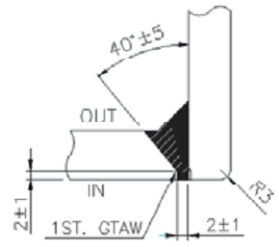 40°±5
OUT
IN
2±1
1ST. GTAW
2±1
R3